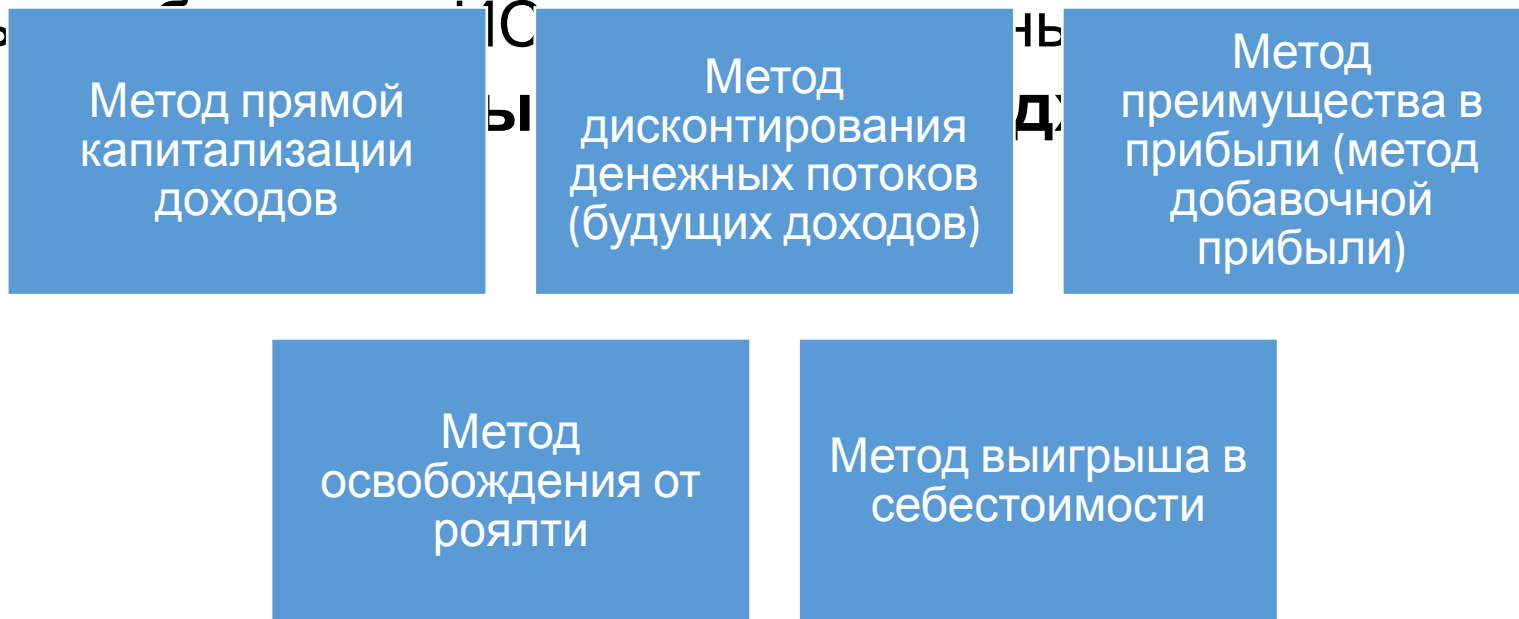 Метод прямой
капитализации
доходов
Метод
дисконтирования
денежных потоков
(будущих доходов)
Метод
преимущества в
прибыли (метод
добавочной
прибыли)
Метод
освобождения от
роялти
Метод выигрыша в
себестоимости